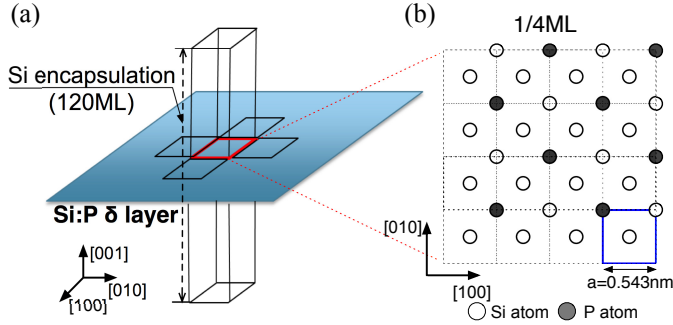 (a)
Si encapsulation
(120ML)
Si:P δ layer
[001]
[010]
[100]
(b)
1/4ML
[010]
[100]
a=0.543nm
Si atom
P atom